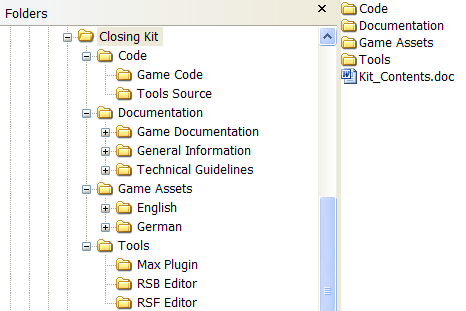 Folders
Closing Kit
Code
Game Code
Tools Source
Documentation
Game Documentation
General Information
Technical Guidelines
Game Assets
English
German
Tools
Max Plugin
RSB Editor
RSF Editor
Code
Documentation
Game Assets
Tools
Kit_Contents.doc